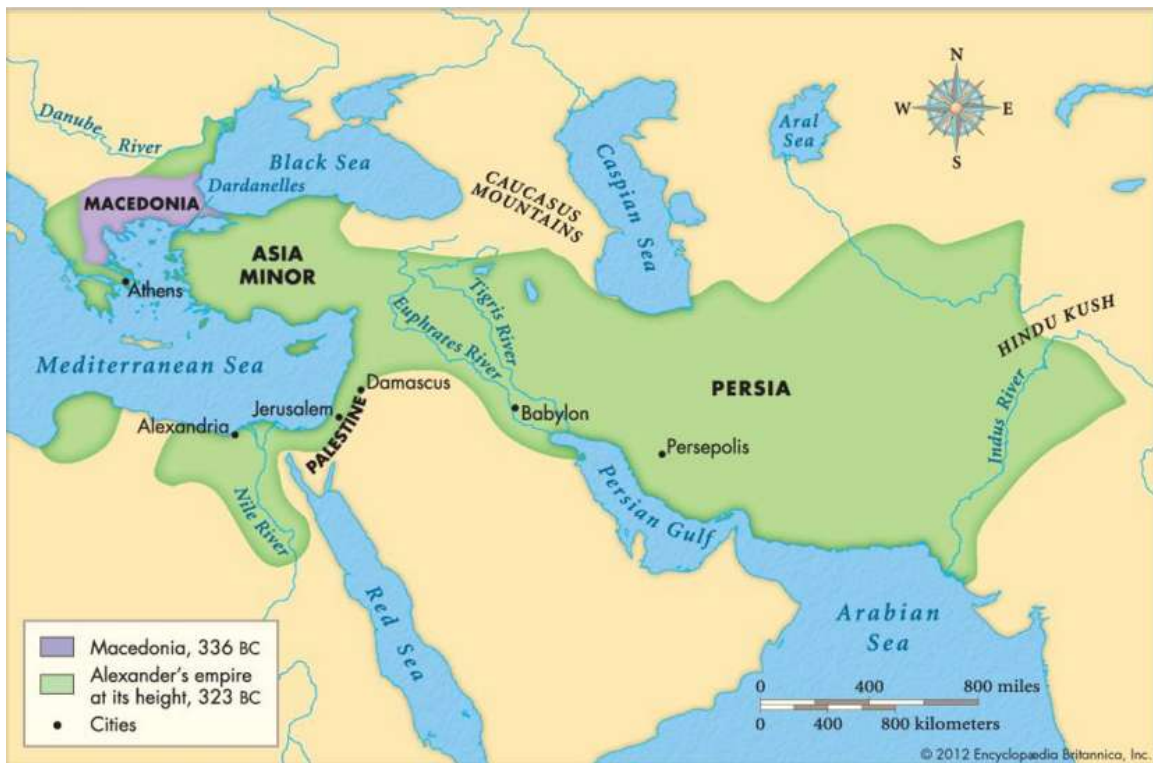 N
W E
S
Danube
River
Black Sea
Dardanelles
MACEDONIA
CAUCASUS
MOUNTAINS
Caspian Sea
Aral
Sea
ASIA
MINOR
Athens
Tigris River
Euphrates River
HINDU KUSH
Mediterranean Sea
Damascus
PERSIA
Jerusalem
Babylon
Indus River
Alexandria
PALESTINE
Persepolis
Nile River
Persian Gulf
Red Sea
Arabian
Sea
Macedonia, 336 BC
Alexander's empire
at its height, 323 BC
Cities
0 400 800 miles
0 400 800 kilometers
© 2012 Encyclopædia Britannica, Inc.